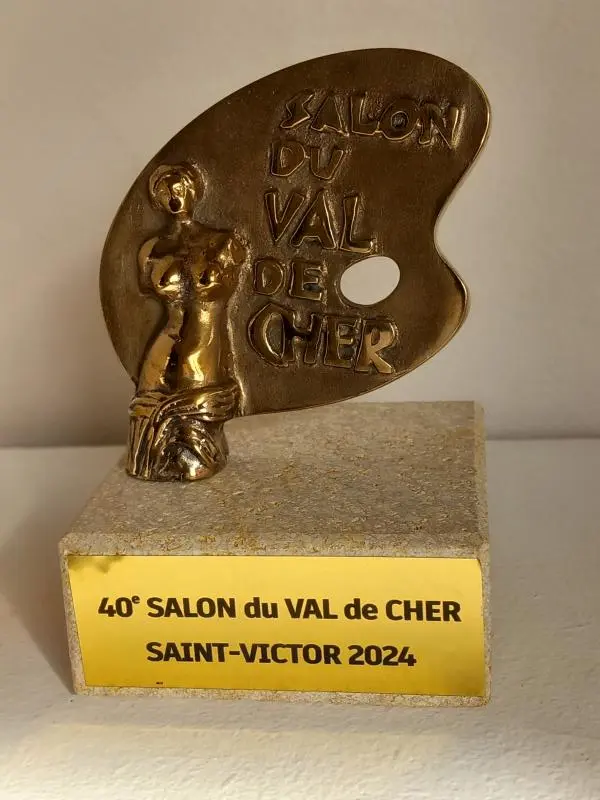 SALON
DU
VAL
DE
CHER
40e SALON du VAL de CHER
SAINT-VICTOR 2024